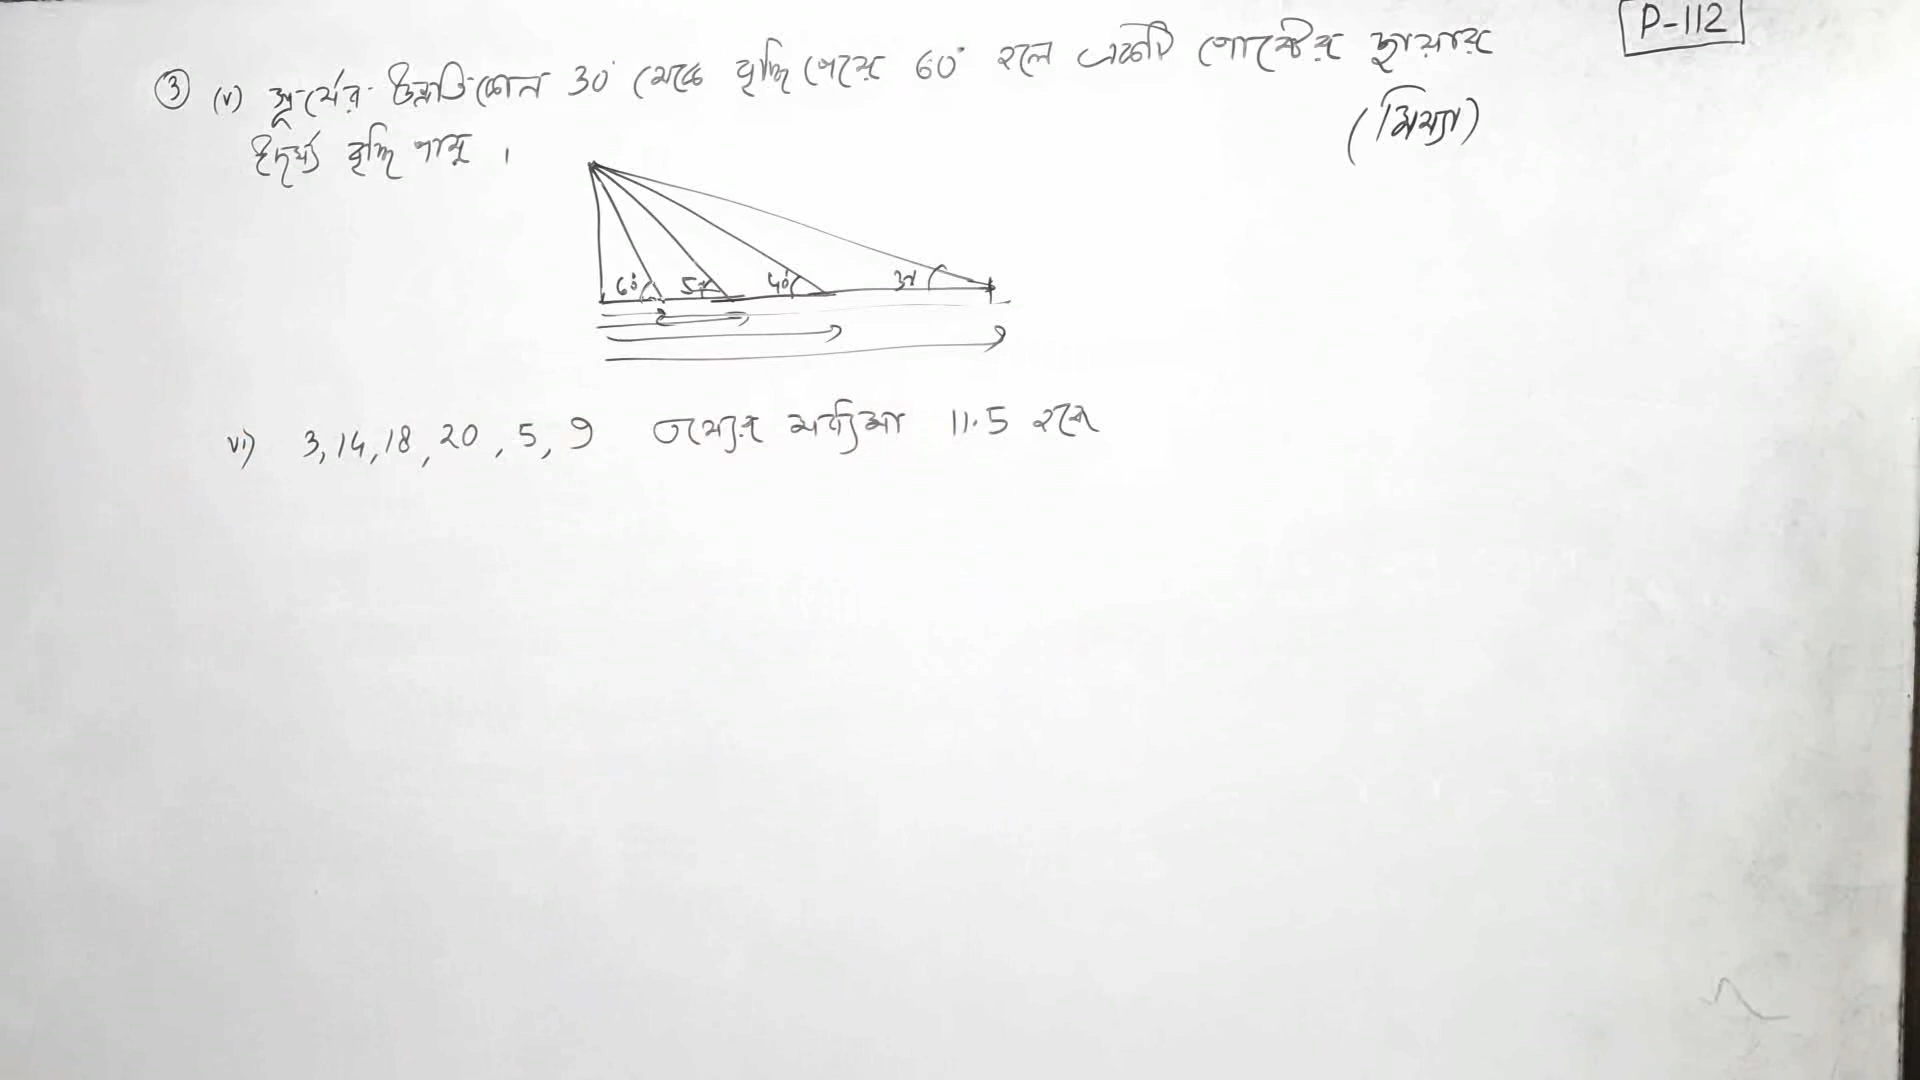 P-112
③ (v) সূর্যের উন্নতি কোন 30° থেকে বৃদ্ধি পেয়ে 60° হলে একটি পোস্টের ছায়ার
দৈর্ঘ্য বৃদ্ধি পায় ।
(মিথ্যা)
60° 50° 40° 30°
vi) 3, 14, 18, 20, 5, 9 তথ্যের মধ্যমা 11.5 হবে